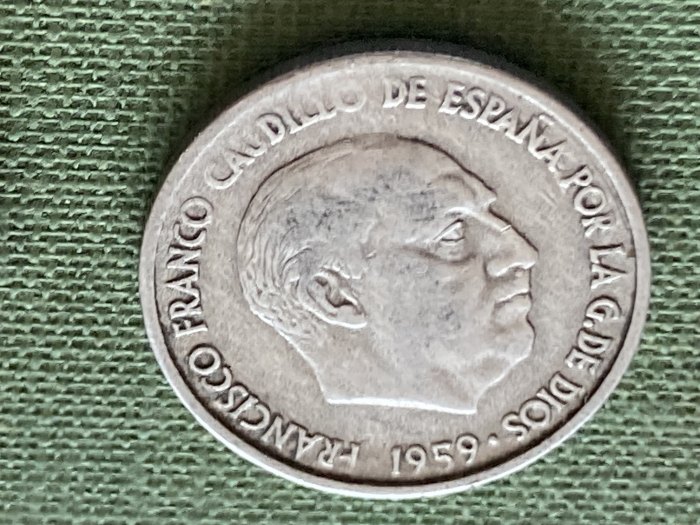 FRANCISCO FRANCO CAUDILLO DE ESPAÑA POR LA G. DE DIOS · 1959